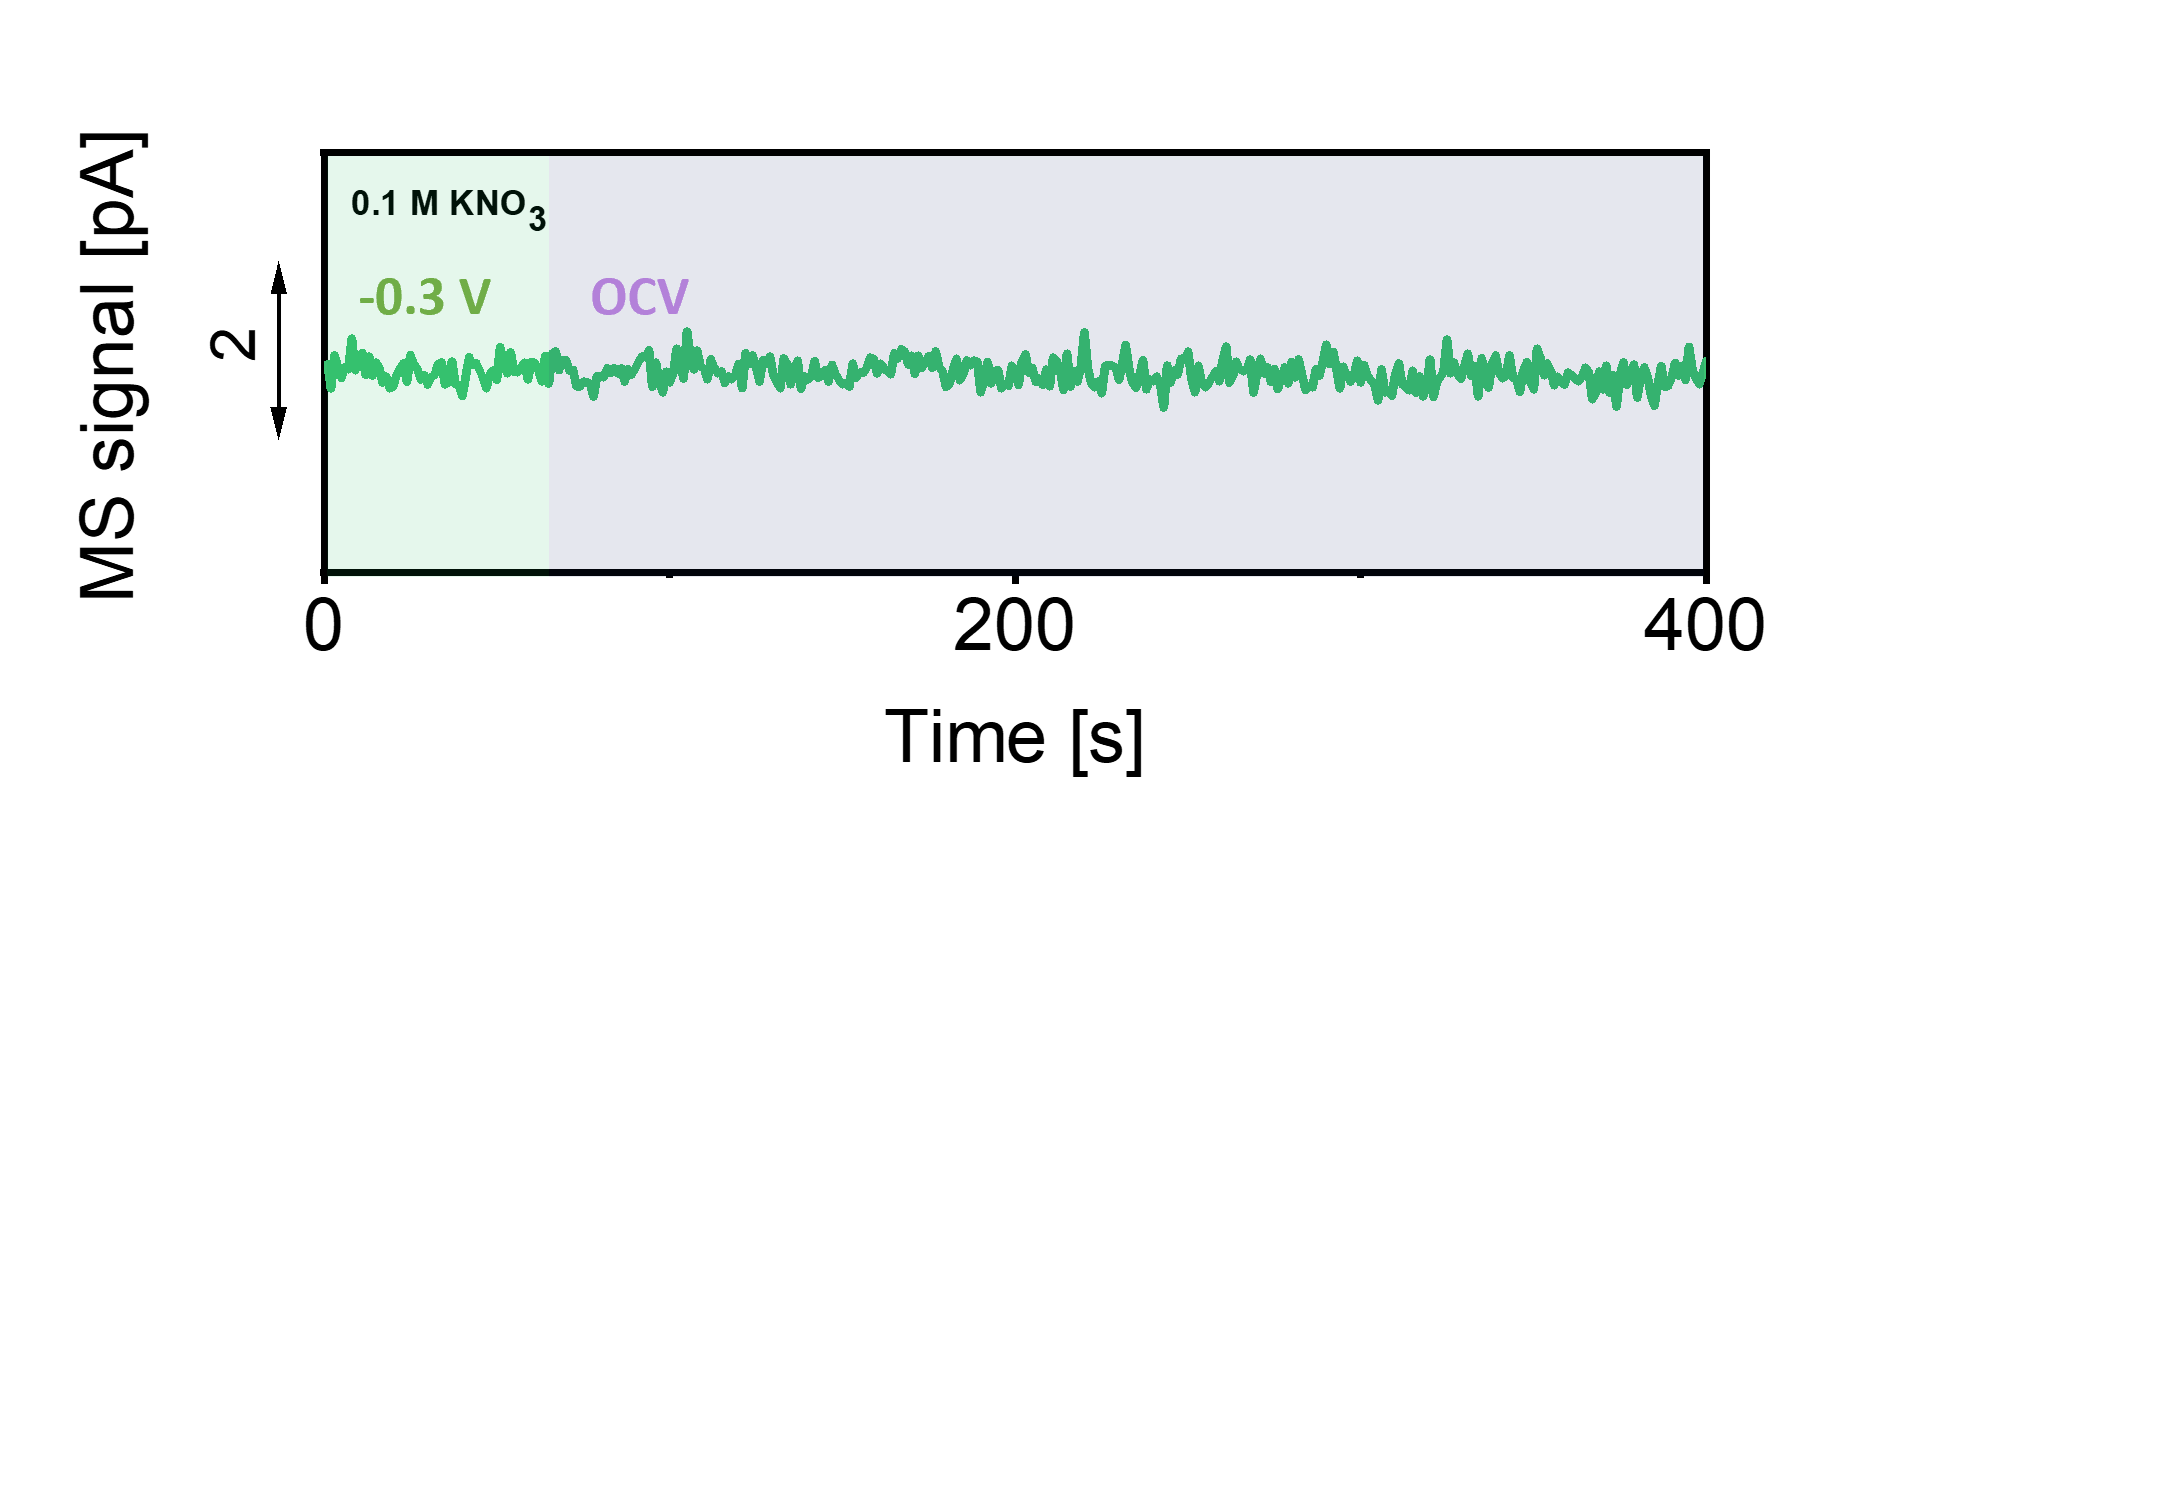 MS signal [pA]
2
0.1 M KNO3
-0.3 V
OCV
0
200
400
Time [s]